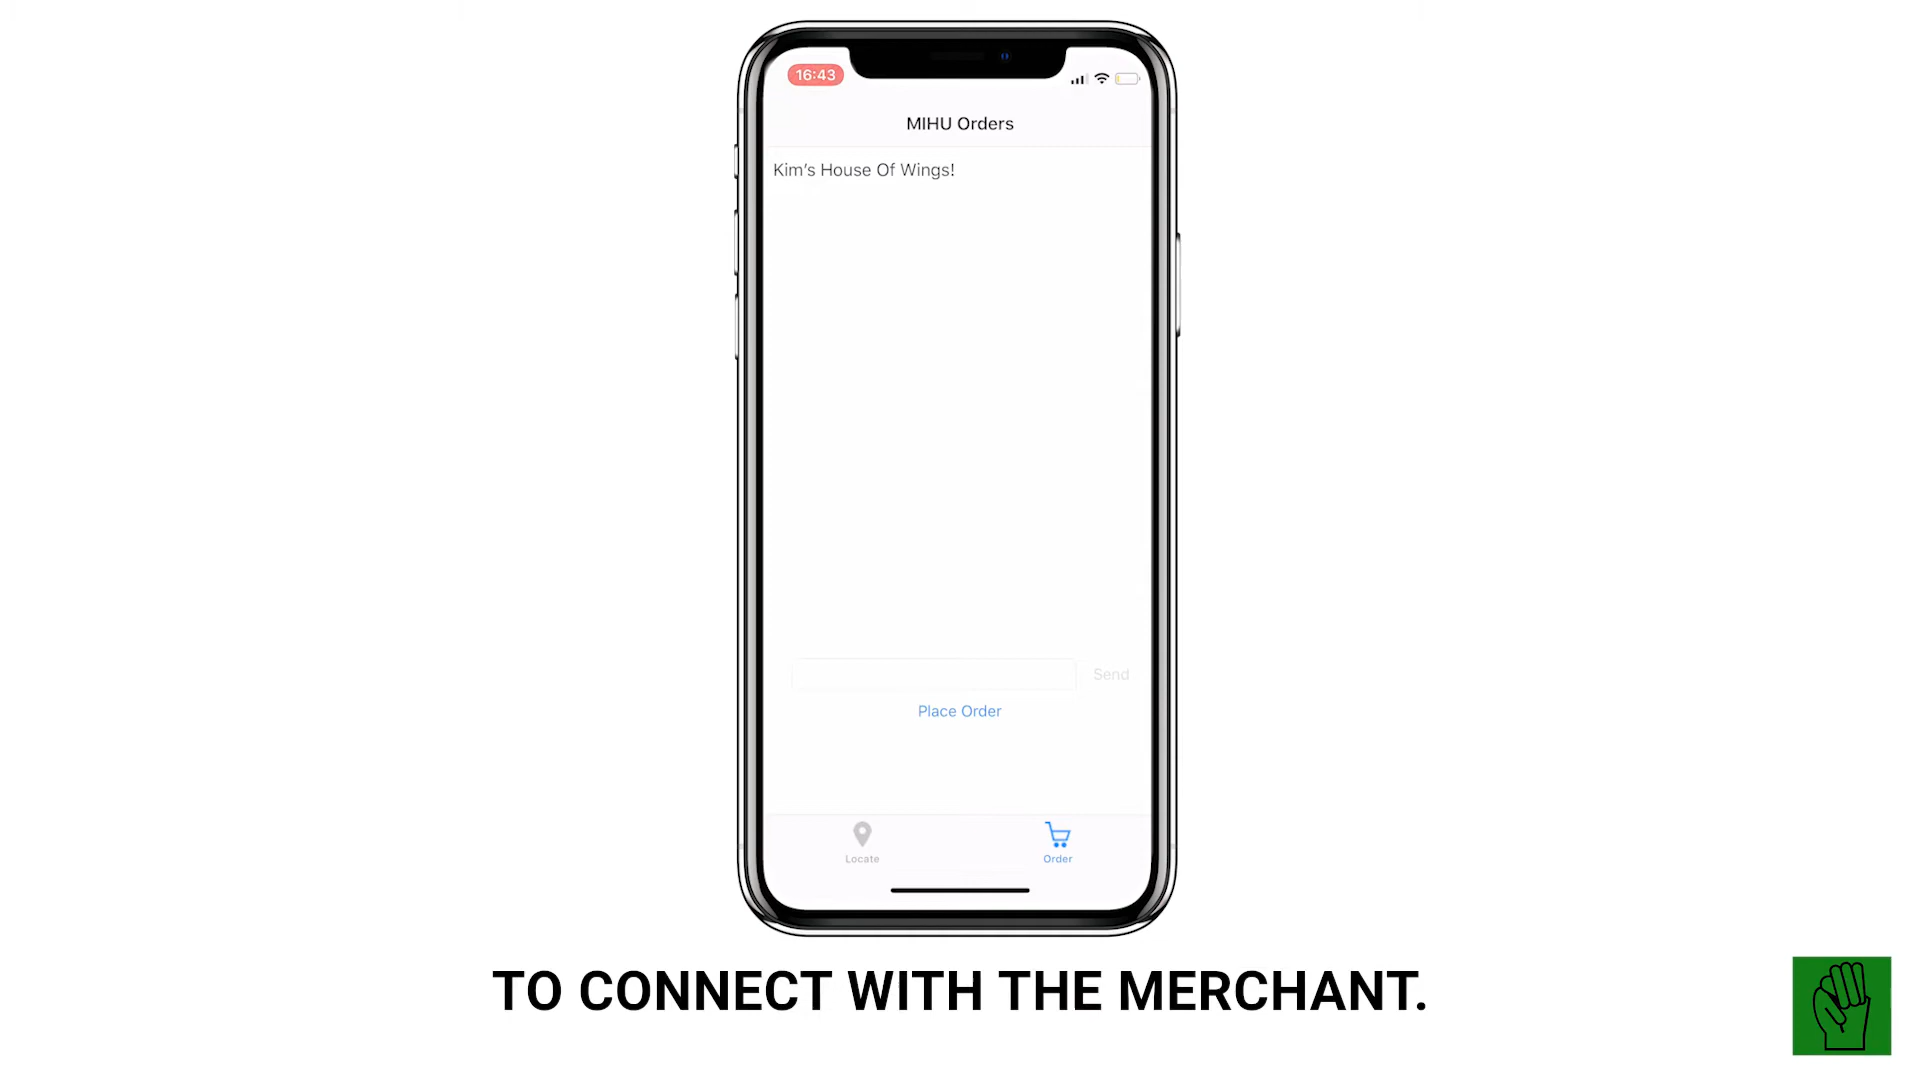 16:43
MIHU Orders
Kim’s House Of Wings!
Send
Place Order
Locate
Order
TO CONNECT WITH THE MERCHANT.